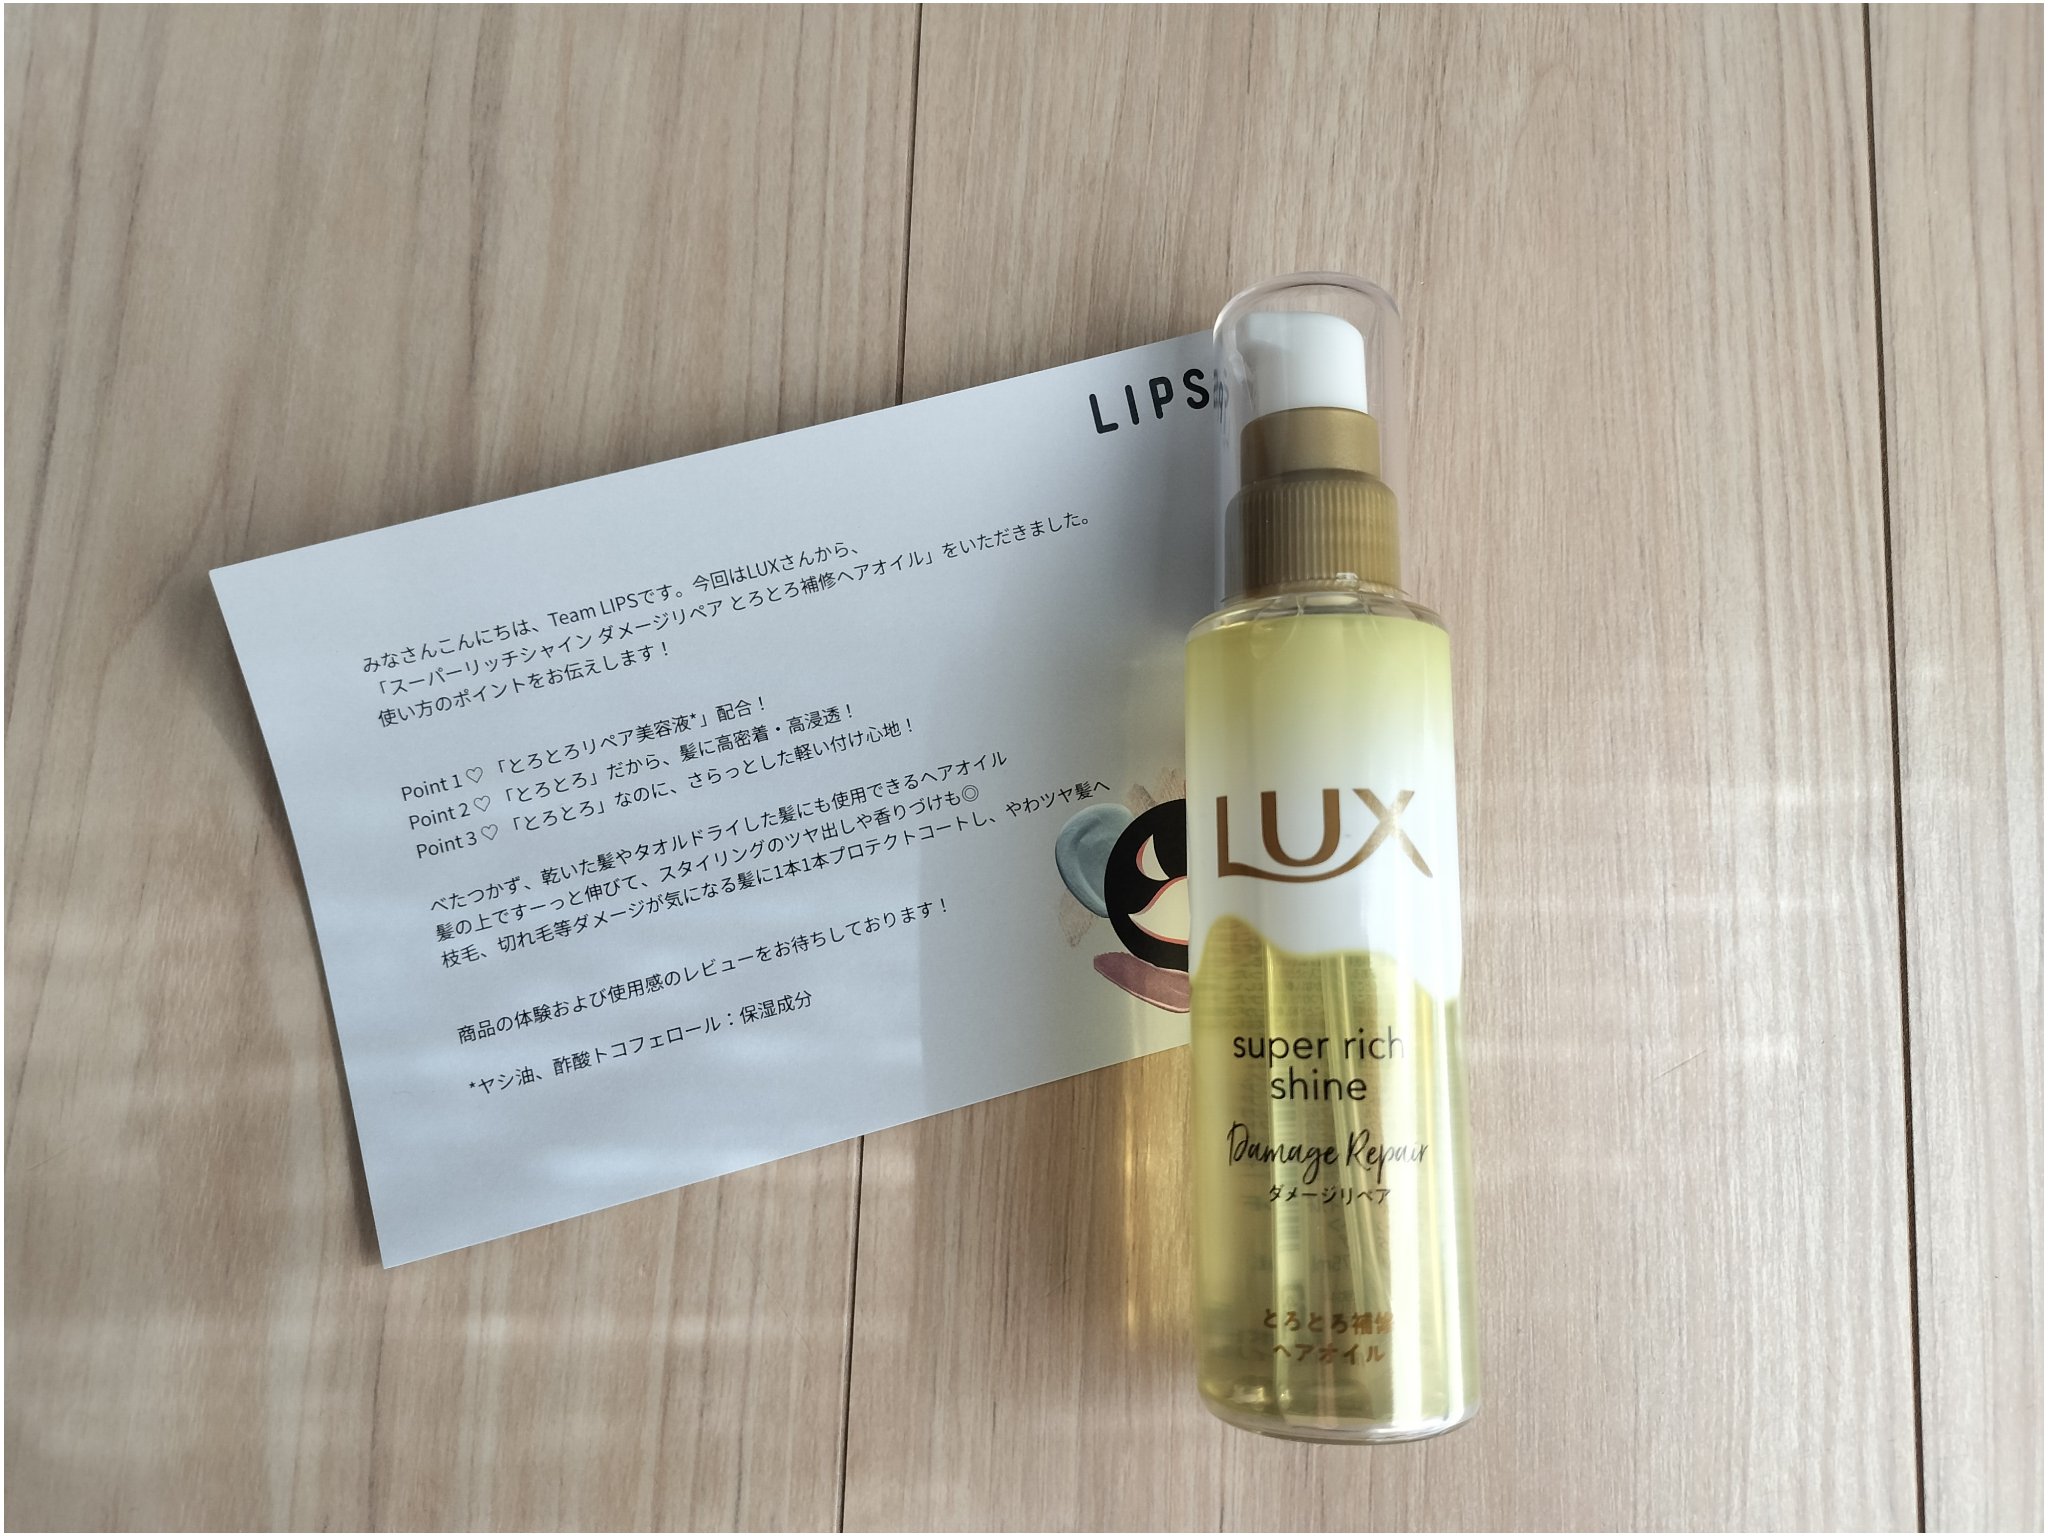 LIPS
みなさんこんにちは、Team LIPSです。今回はLUXさんから、
「スーパーリッチシャイン ダメージリペア とろとろ補修ヘアオイル」をいただきました。
使い方のポイントをお伝えします！
Point 1 ♡ 「とろとろリペア美容液*」配合！
Point 2 ♡ 「とろとろ」だから、髪に高密着・高浸透！
Point 3 ♡ 「とろとろ」なのに、さらっとした軽い付け心地！
べたつかず、乾いた髪やタオルドライした髪にも使用できるヘアオイル
髪の上ですーっと伸びて、スタイリングのツヤ出しや香りづけも◎
枝毛、切れ毛等ダメージが気になる髪に1本1本プロテクトコートし、やわツヤ髪へ
商品の体験および使用感のレビューをお待ちしております！
*ヤシ油、酢酸トコフェロール：保湿成分
LUX
super rich
shine
Damage Repair
ダメージリペア
とろとろ補修
ヘアオイル